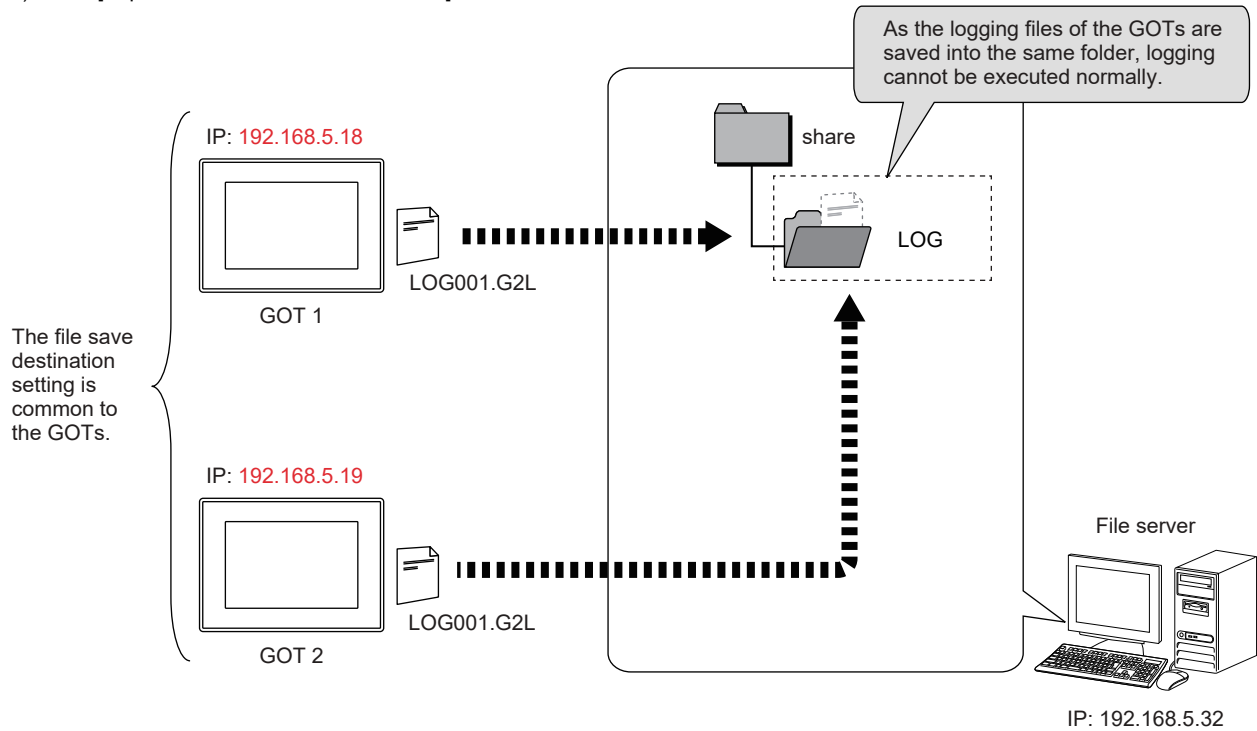 As the logging files of the GOTs are
saved into the same folder, logging
cannot be executed normally.
IP: 192.168.5.18
share
LOG
LOG001.G2L
GOT 1
The file save
destination
setting is
common to
the GOTs.
IP: 192.168.5.19
File server
LOG001.G2L
GOT 2
IP: 192.168.5.32